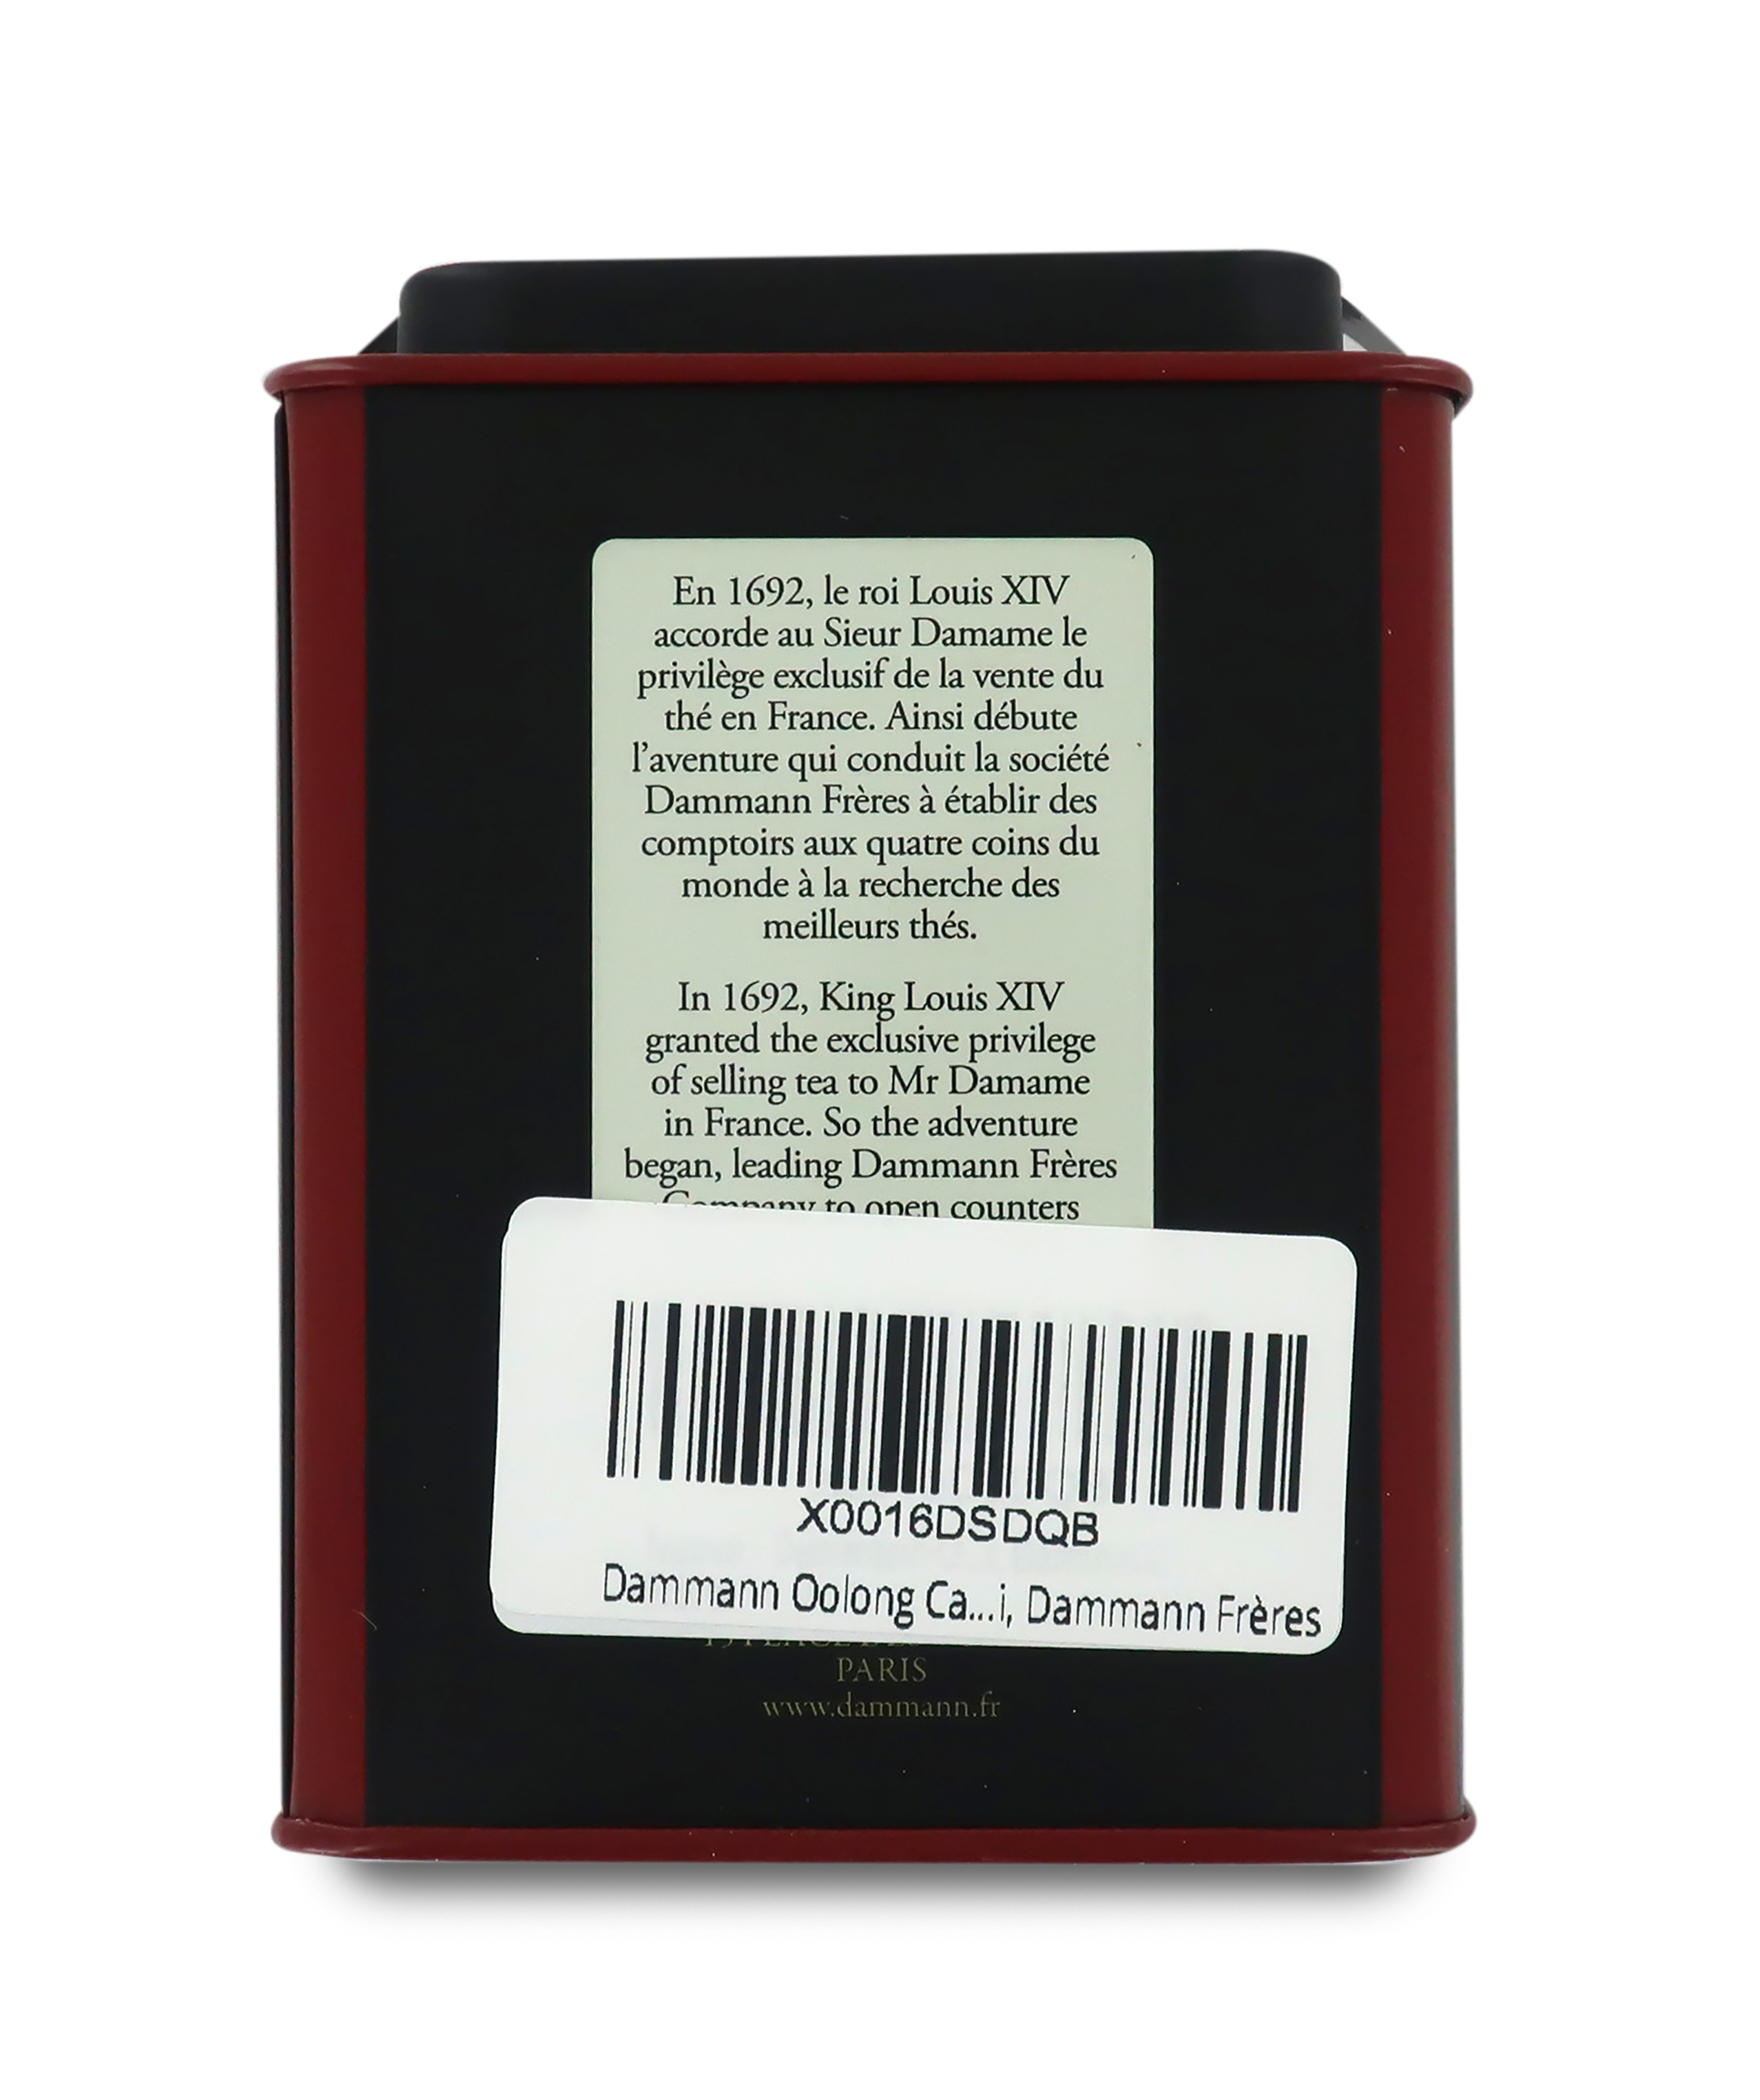 En 1692, le roi Louis XIV
accorde au Sieur Damame le
privilège exclusif de la vente du
thé en France. Ainsi débute
l’aventure qui conduit la société
Dammann Frères à établir des
comptoirs aux quatre coins du
monde à la recherche des
meilleurs thés.
In 1692, King Louis XIV
granted the exclusive privilege
of selling tea to Mr Damame
in France. So the adventure
began, leading Dammann Frères
Company to open counters
X0016DSDQB
Dammann Oolong Ca...i, Dammann Frères
PARIS
www.dammann.fr